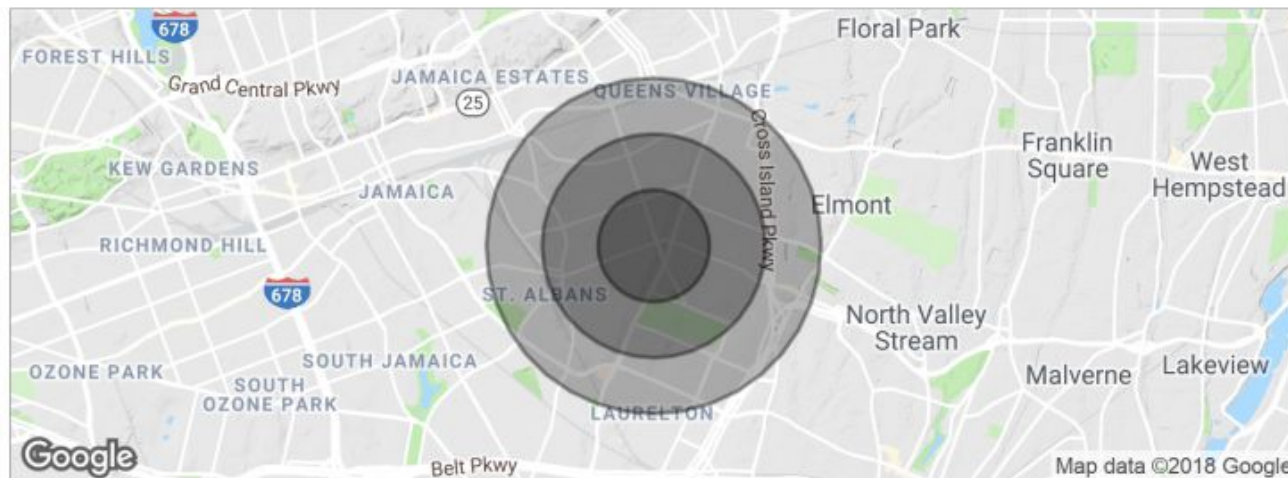 678
Floral Park
FOREST HILLS
Grand Central Pkwy
JAMAICA ESTATES
25
QUEENS VILLAGE
Cross Island Pkwy
Franklin
Square
West
Hempstead
KEW GARDENS
JAMAICA
Elmont
RICHMOND HILL
678
ST. ALBANS
North Valley
Stream
SOUTH JAMAICA
OZONE PARK
SOUTH
OZONE PARK
Malverne
Lakeview
LAURELTON
Google
Belt Pkwy
Map data ©2018 Google